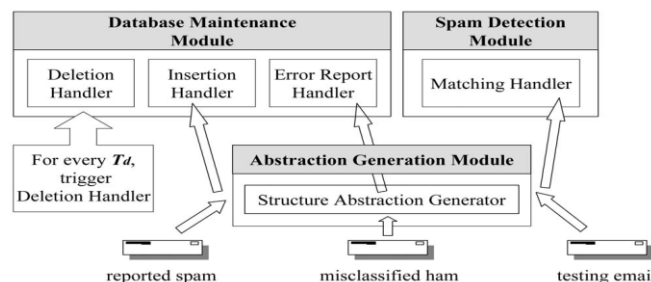 Database Maintenance
Module
Spam Detection
Module
Deletion
Handler
Insertion
Handler
Error Report
Handler
Matching Handler
For every Td,
trigger
Deletion Handler
Abstraction Generation Module
Structure Abstraction Generator
reported spam
misclassified ham
testing email